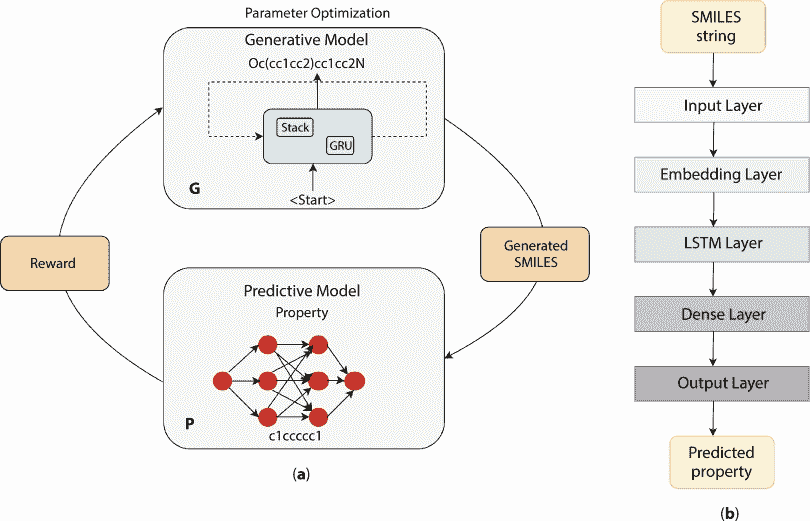 Parameter Optimization
Generative Model
Oc(cc1cc2)cc1cc2N
Stack
GRU
G
<Start>
Reward
Generated
SMILES
Predictive Model
Property
P
c1ccccc1
(a)
SMILES
string
Input Layer
Embedding Layer
LSTM Layer
Dense Layer
Output Layer
Predicted
property
(b)